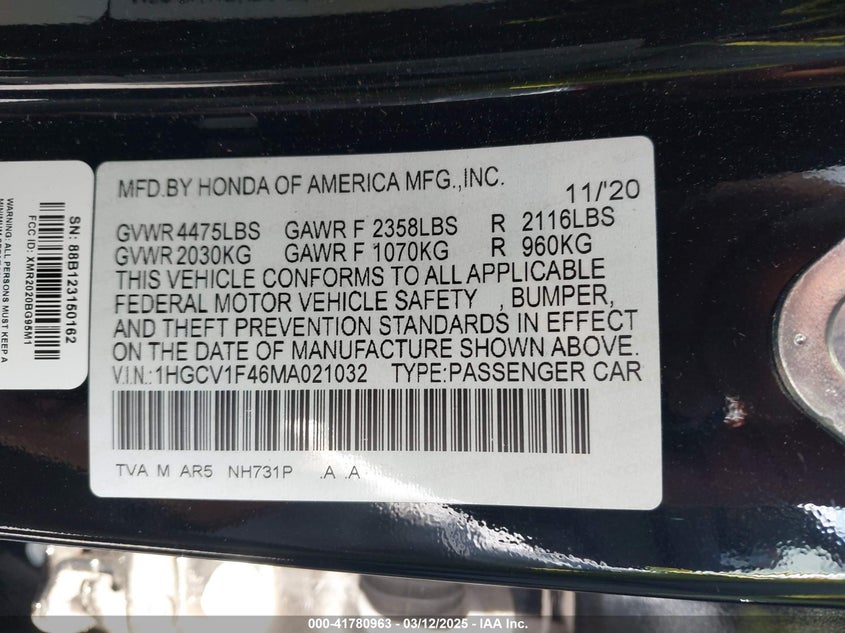 MFD.BY HONDA OF AMERICA MFG.,INC. 11/'20
GVWR 4475LBS GAWR F 2358LBS R 2116LBS
GVWR 2030KG GAWR F 1070KG R 960KG
THIS VEHICLE CONFORMS TO ALL APPLICABLE
FEDERAL MOTOR VEHICLE SAFETY , BUMPER,
AND THEFT PREVENTION STANDARDS IN EFFECT
ON THE DATE OF MANUFACTURE SHOWN ABOVE.
V.I.N.:1HGCV1F46MA021032 TYPE:PASSENGER CAR
TVA M AR5 NH731P .A .A
SN: 88B123160162
FCC ID: XMR2020BG95M1
WARNING: ALL PERSONS MUST KEEP A
000-41780963 - 03/12/2025 - IAA Inc.